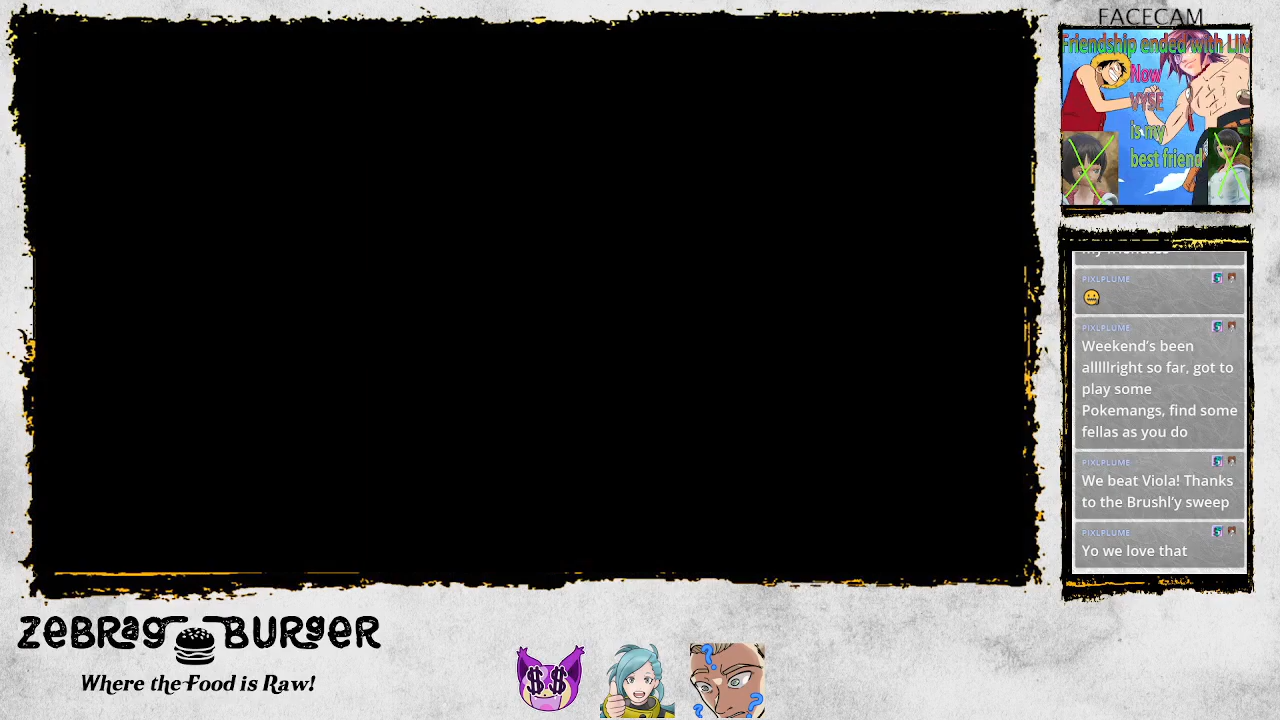 FACECAM
Friendship ended with LIN
Now
VYSE
is my
best friend
PIXLPLUME
PIXLPLUME
Weekend's been
alllllright so far, got to
play some
Pokemangs, find some
fellas as you do
PIXLPLUME
We beat Viola! Thanks
to the Brushl'y sweep
PIXLPLUME
Yo we love that
ZeBRaG BURgeR
Where the Food is Raw!
$ $
? ? ?